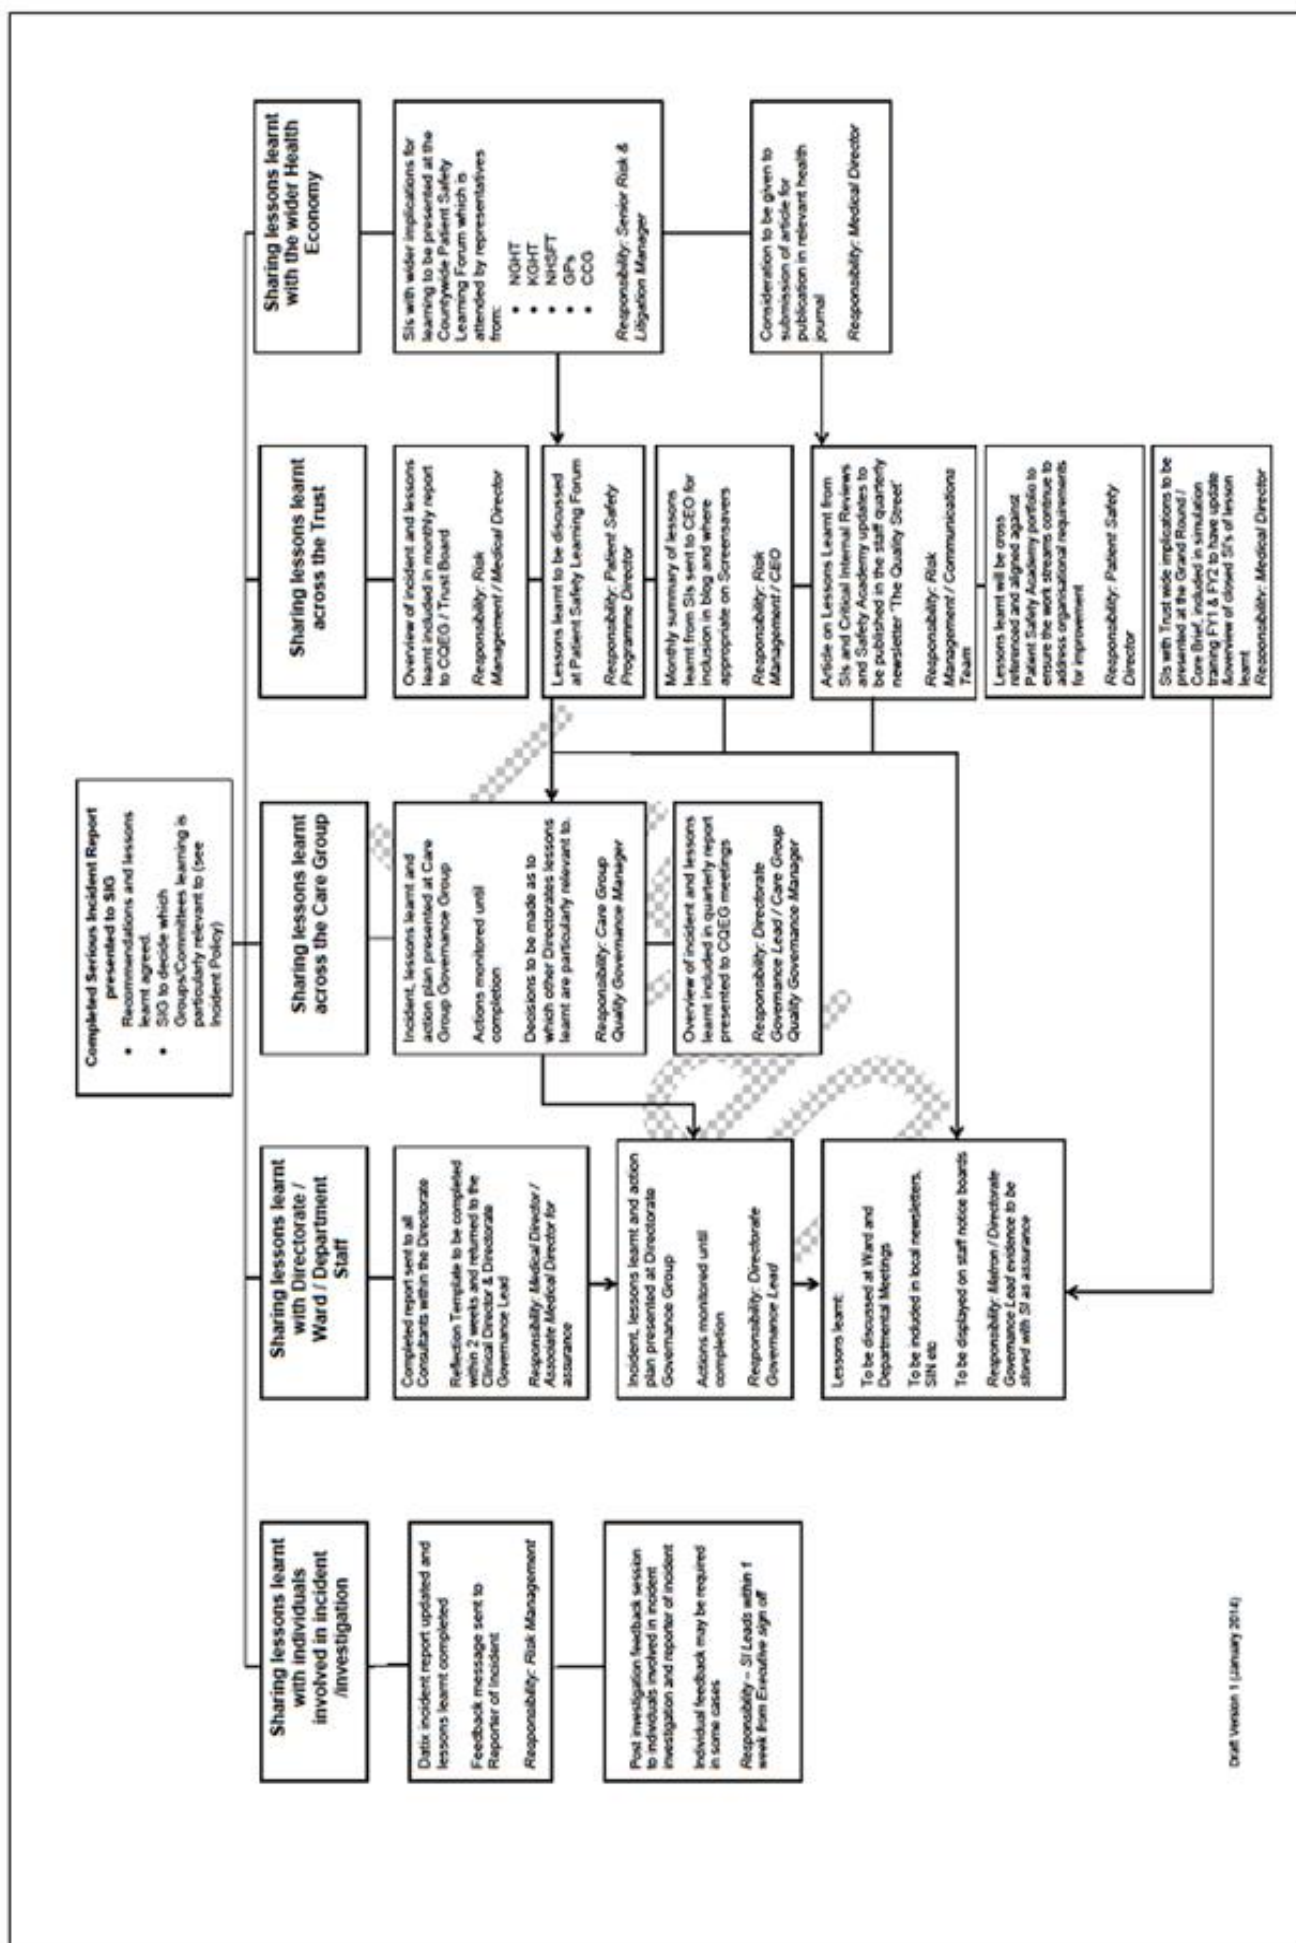 Completed Serious Incident Report
presented to SIG
• Recommendations and lessons
learnt agreed.
• SIG to decide which
Groups/Committees learning is
particularly relevant to (see
Incident Policy)
Sharing lessons learnt
with individuals
involved in incident
/investigation
Datix incident report updated and
lessons learnt completed
Feedback message sent to
Reporter of Incident
Responsibility: Risk Management
Post investigation feedback session
to individuals involved in incident
investigation and reporter of incident
Individual feedback may be required
in some cases
Responsibility – SI Leads within 1
week from Executive sign off
Sharing lessons learnt
with Directorate /
Ward / Department
Staff
Completed report sent to all
Consultants within the Directorate
Reflection Template to be completed
within 2 weeks and returned to the
Clinical Director & Directorate
Governance Lead
Responsibility: Medical Director /
Associate Medical Director for
assurance
Incident, lessons learnt and action
plan presented at Directorate
Governance Group
Actions monitored until
completion
Responsibility: Directorate
Governance Lead
Lessons learnt:
To be discussed at Ward and
Departmental Meetings
To be included in local newsletters,
SIN etc
To be displayed on staff notice boards
Responsibility: Matron / Directorate
Governance Lead evidence to be
stored with SI as assurance
Sharing lessons learnt
across the Care Group
Incident, lessons learnt and
action plan presented at Care
Group Governance Group
Actions monitored until
completion
Decisions to be made as to
which other Directorates lessons
learnt are particularly relevant to.
Responsibility: Care Group
Quality Governance Manager
Overview of incident and lessons
learnt included in quarterly report
presented to CQEG meetings
Responsibility: Directorate
Governance Lead / Care Group
Quality Governance Manager
Sharing lessons learnt
across the Trust
Overview of incident and lessons
learnt included in monthly report
to CQEG / Trust Board
Responsibility: Risk
Management / Medical Director
Lessons learnt to be discussed
at Patient Safety Learning Forum
Responsibility: Patient Safety
Programme Director
Monthly summary of lessons
learnt from SIs sent to CEO for
inclusion in blog and where
appropriate on Screensavers
Responsibility: Risk
Management / CEO
Article on Lessons Learnt from
SIs and Critical Internal Reviews
and Safety Academy updates to
be published in the staff quarterly
newsletter 'The Quality Street'
Responsibility: Risk
Management / Communications
Team
Lessons learnt will be cross
referenced and aligned against
Patient Safety Academy portfolio to
ensure the work streams continue to
address organisational requirements
for improvement
Responsibility: Patient Safety
Director
SIs with Trust wide implications to be
presented at the Grand Round /
Core Brief, included in simulation
training FY1 & FY2 to have update
&overview of closed SI's of lesson
learnt
Responsibility: Medical Director
Sharing lessons learnt
with the wider Health
Economy
SIs with wider implications for
learning to be presented at the
Countywide Patient Safety
Learning Forum which is
attended by representatives
from:
• NGHT
• KGHT
• NHSFT
• GPs
• CCG
Responsibility: Senior Risk &
Litigation Manager
Consideration to be given to
submission of article for
publication in relevant health
journal
Responsibility: Medical Director
Draft Version 1 (January 2014)